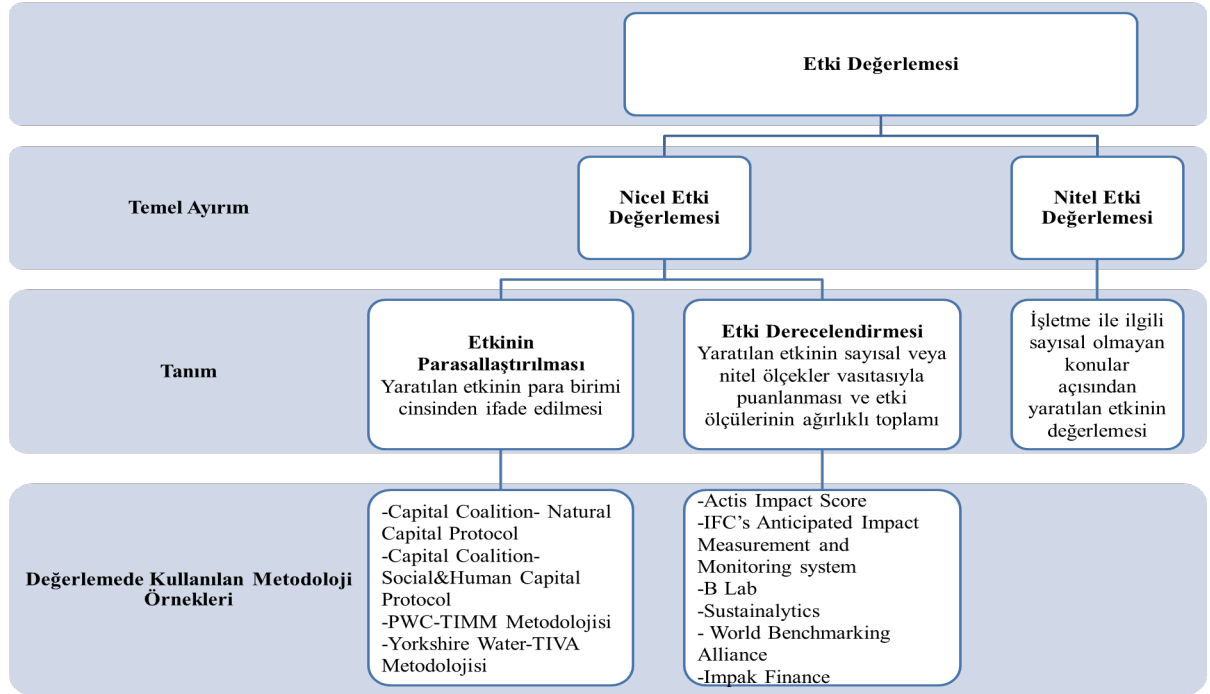 Etki Değerlemesi
Temel Ayırım
Nicel Etki
Değerlemesi
Nitel Etki
Değerlemesi
Tanım
Etkinin
Parasallaştırılması
Yaratılan etkinin para birimi
cinsinden ifade edilmesi
Etki Derecelendirmesi
Yaratılan etkinin sayısal veya
nitel ölçekler vasıtasıyla
puanlanması ve etki
ölçülerinin ağırlıklı toplamı
İşletme ile ilgili
sayısal olmayan
konular
açısından
yaratılan etkinin
değerlemesi
Değerlemede Kullanılan Metodoloji
Örnekleri
-Capital Coalition- Natural
Capital Protocol
-Capital Coalition-
Social&Human Capital
Protocol
-PWC-TIMM Metodolojisi
-Yorkshire Water-TIVA
Metodolojisi
-Actis Impact Score
-IFC's Anticipated Impact
Measurement and
Monitoring system
-B Lab
-Sustainalytics
- World Benchmarking
Alliance
-Impak Finance